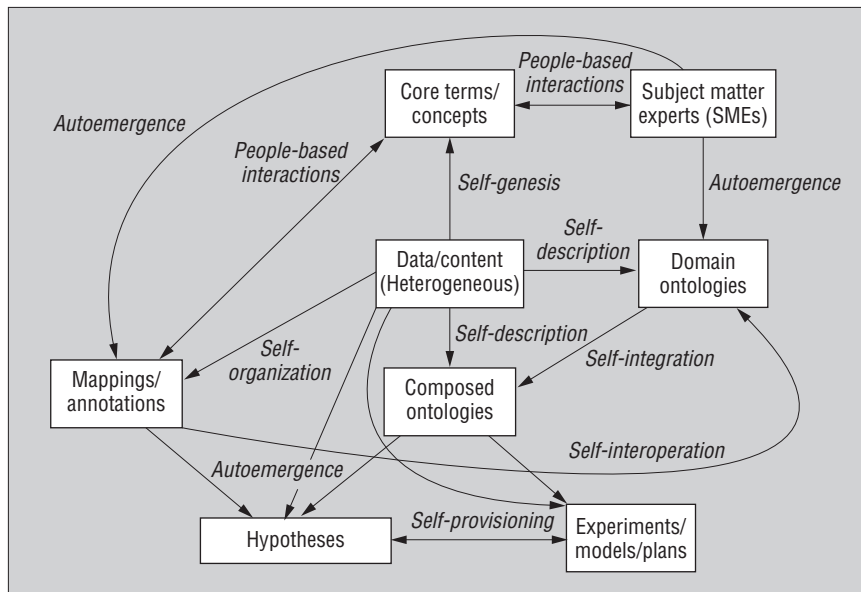 People-based
interactions
Core terms/
concepts
Subject matter
experts (SMEs)
Autoemergence
People-based
interactions
Self-genesis
Autoemergence
Self-
description
Data/content
(Heterogeneous)
Domain
ontologies
Self-description
Self-
organization
Self-integration
Mappings/
annotations
Composed
ontologies
Self-interoperation
Autoemergence
Self-provisioning
Hypotheses
Experiments/
models/plans